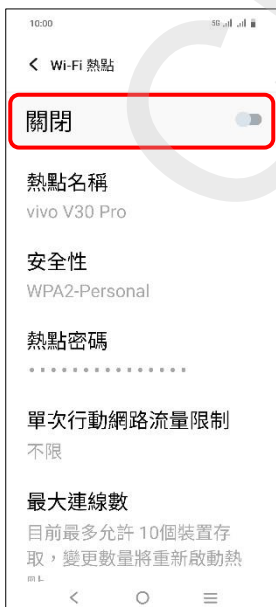 10:00
5G
Wi-Fi 熱點
關閉
熱點名稱
vivo V30 Pro
安全性
WPA2-Personal
熱點密碼
•••••••••••••••
單次行動網路流量限制
不限
最大連線數
目前最多允許 10個裝置存
取，變更數量將重新啟動熱